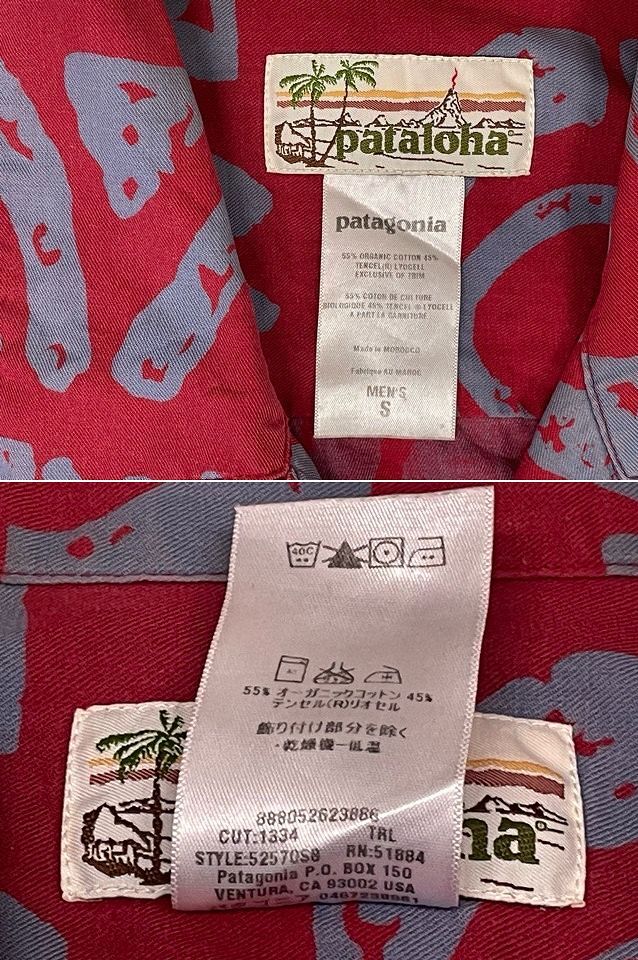 pataloha
patagonia
55% ORGANIC COTTON 45%
TENCEL(R) LYOCELL
EXCLUSIVE OF TRIM
55% COTON DE CULTURE
BIOLOGIQUE 45% TENCEL ® LYOCELL
A PART LA GARNITURE
Made in MOROCCO
Fabrique AU MAROC
MEN'S
S
40C
55% オーガニックコットン 45%
テンセル(R)リオセル
飾り付け部分を除く
・乾燥機－低温
888052623886
CUT:1334 TRL
STYLE:52570S8 RN:51884
Patagonia P.O. BOX 150
VENTURA, CA 93002 USA